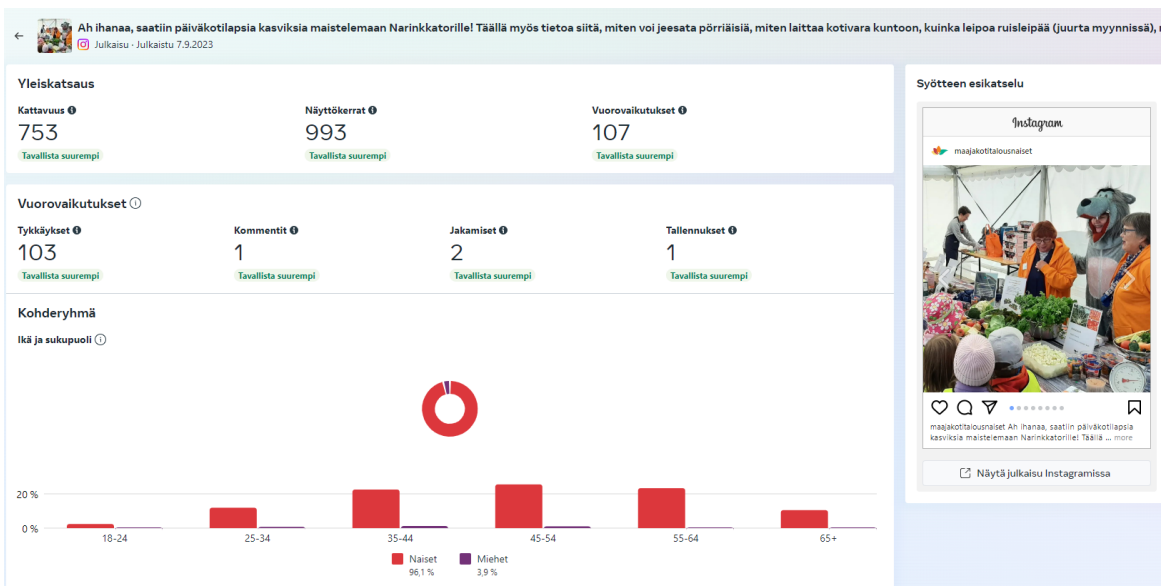 Ah ihanaa, saatiin päiväkotilapsia kasviksia maistelemaan Narinkkatorille! Täällä myös tietoa siitä, miten voi jeesata pörriäisiä, miten laittaa kotivara kuntoon, kuinka leipoa ruisleipää (juurta myynnissä),
Julkaisu · Julkaistu 7.9.2023
Yleiskatsaus
Kattavuus
Näyttökerrat
Vuorovaikutukset
753
993
107
Tavallista suurempi
Tavallista suurempi
Tavallista suurempi
Vuorovaikutukset
Tykkäykset
Kommentit
Jakamiset
Tallennukset
103
1
2
1
Tavallista suurempi
Tavallista suurempi
Tavallista suurempi
Tavallista suurempi
Kohderyhmä
Ikä ja sukupuoli
20 %
0 %
18-24
25-34
35-44
45-54
55-64
65+
Naiset
Miehet
96,1 %
3,9 %
Syötteen esikatselu
Instagram
maajakotitalousnaiset
maajakotitalousnaiset Ah ihanaa, saatiin päiväkotilapsia
kasviksia maistelemaan Narinkkatorille! Täällä ... more
Näytä julkaisu Instagramissa